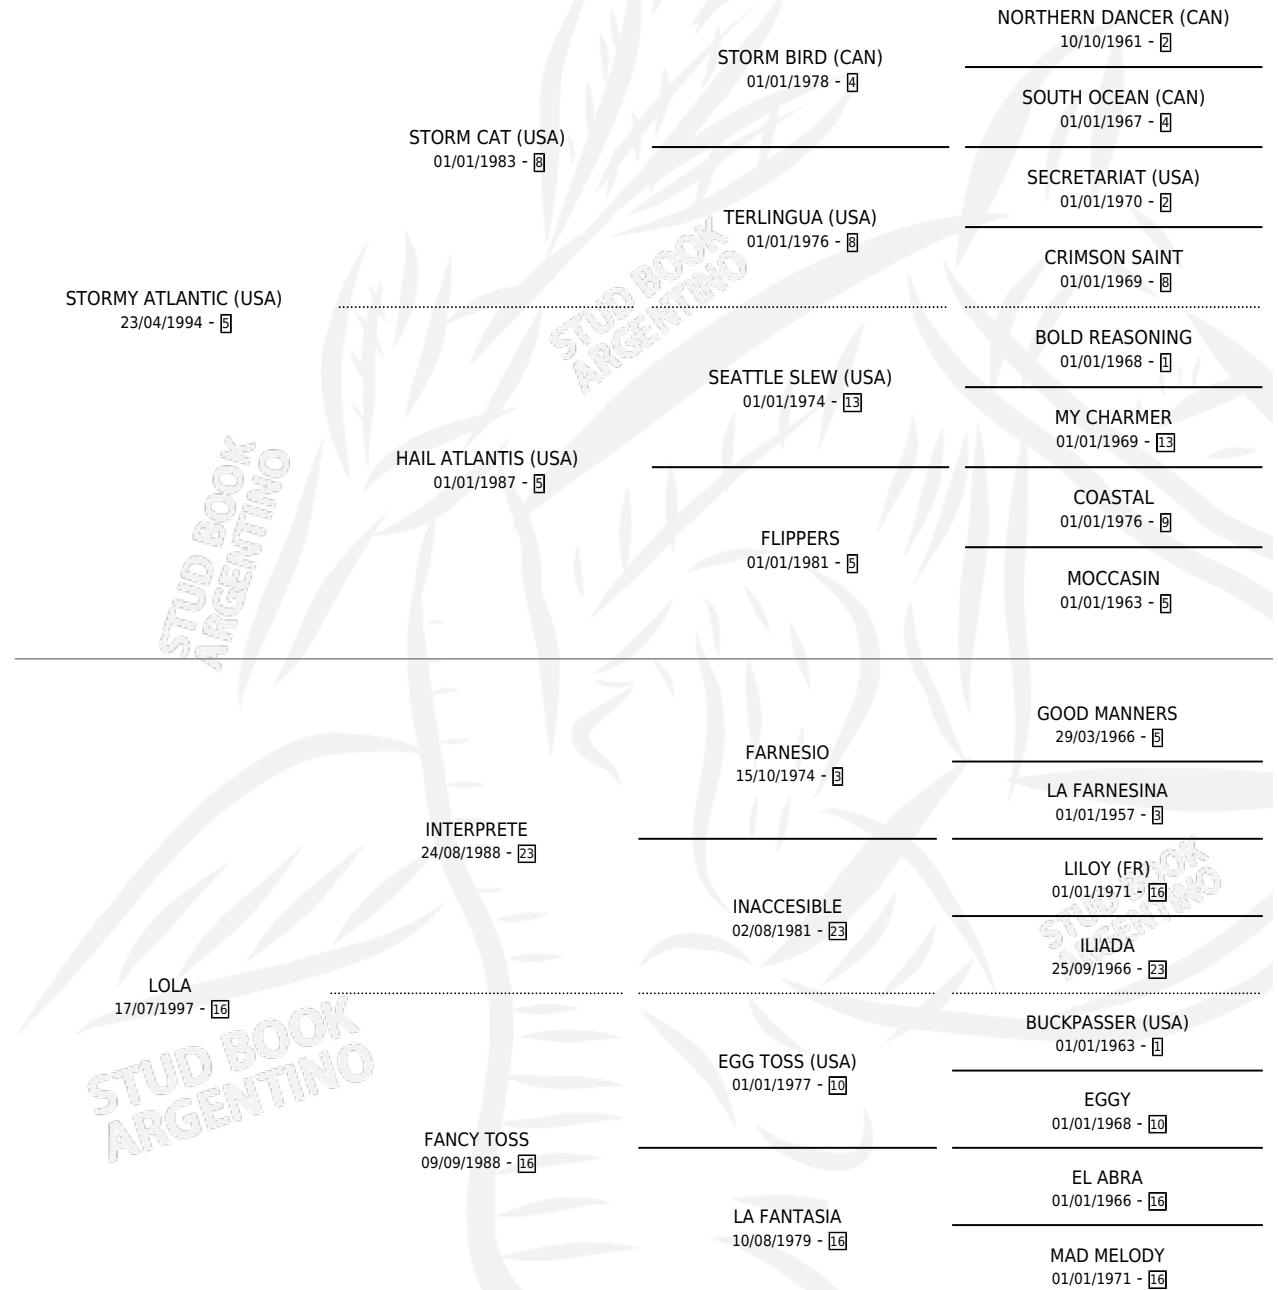 NORTHERN DANCER (CAN)
10/10/1961 - 2
STORM BIRD (CAN)
01/01/1978 - 4
SOUTH OCEAN (CAN)
01/01/1967 - 4
STORM CAT (USA)
01/01/1983 - 8
SECRETARIAT (USA)
01/01/1970 - 2
TERLINGUA (USA)
01/01/1976 - 8
CRIMSON SAINT
01/01/1969 - 8
STORMY ATLANTIC (USA)
23/04/1994 - 5
BOLD REASONING
01/01/1968 - 1
SEATTLE SLEW (USA)
01/01/1974 - 13
MY CHARMER
01/01/1969 - 13
HAIL ATLANTIS (USA)
01/01/1987 - 5
COASTAL
01/01/1976 - 9
FLIPPERS
01/01/1981 - 5
MOCCASIN
01/01/1963 - 5
GOOD MANNERS
29/03/1966 - 5
FARNESIO
15/10/1974 - 3
LA FARNESINA
01/01/1957 - 3
INTERPRETE
24/08/1988 - 23
LILOY (FR)
01/01/1971 - 16
INACCESIBLE
02/08/1981 - 23
ILIADA
25/09/1966 - 23
LOLA
17/07/1997 - 16
BUCKPASSER (USA)
01/01/1963 - 1
EGG TOSS (USA)
01/01/1977 - 10
EGGY
01/01/1968 - 10
FANCY TOSS
09/09/1988 - 16
EL ABRA
01/01/1966 - 16
LA FANTASIA
10/08/1979 - 16
MAD MELODY
01/01/1971 - 16
STUD BOOK
ARGENTINO
STUD BOOK
ARGENTINO
STUD BOOK
ARGENTINO
STUD BOOK
ARGENTINO